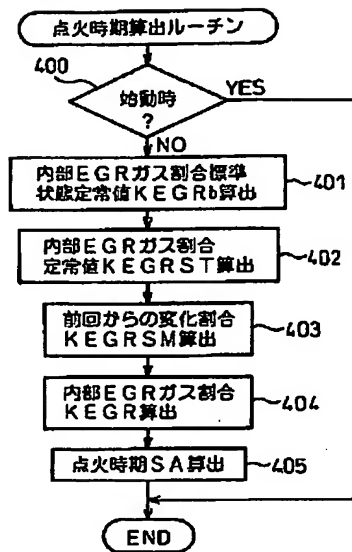 点火時期算出ルーチン
400
始動時
?
YES
NO
内部EGRガス割合標準
状態定常値KEGRb算出
401
内部EGRガス割合
定常値KEGRST算出
402
前回からの変化割合
KEGRSM算出
403
内部EGRガス割合
KEGR算出
404
点火時期SA算出
405
END